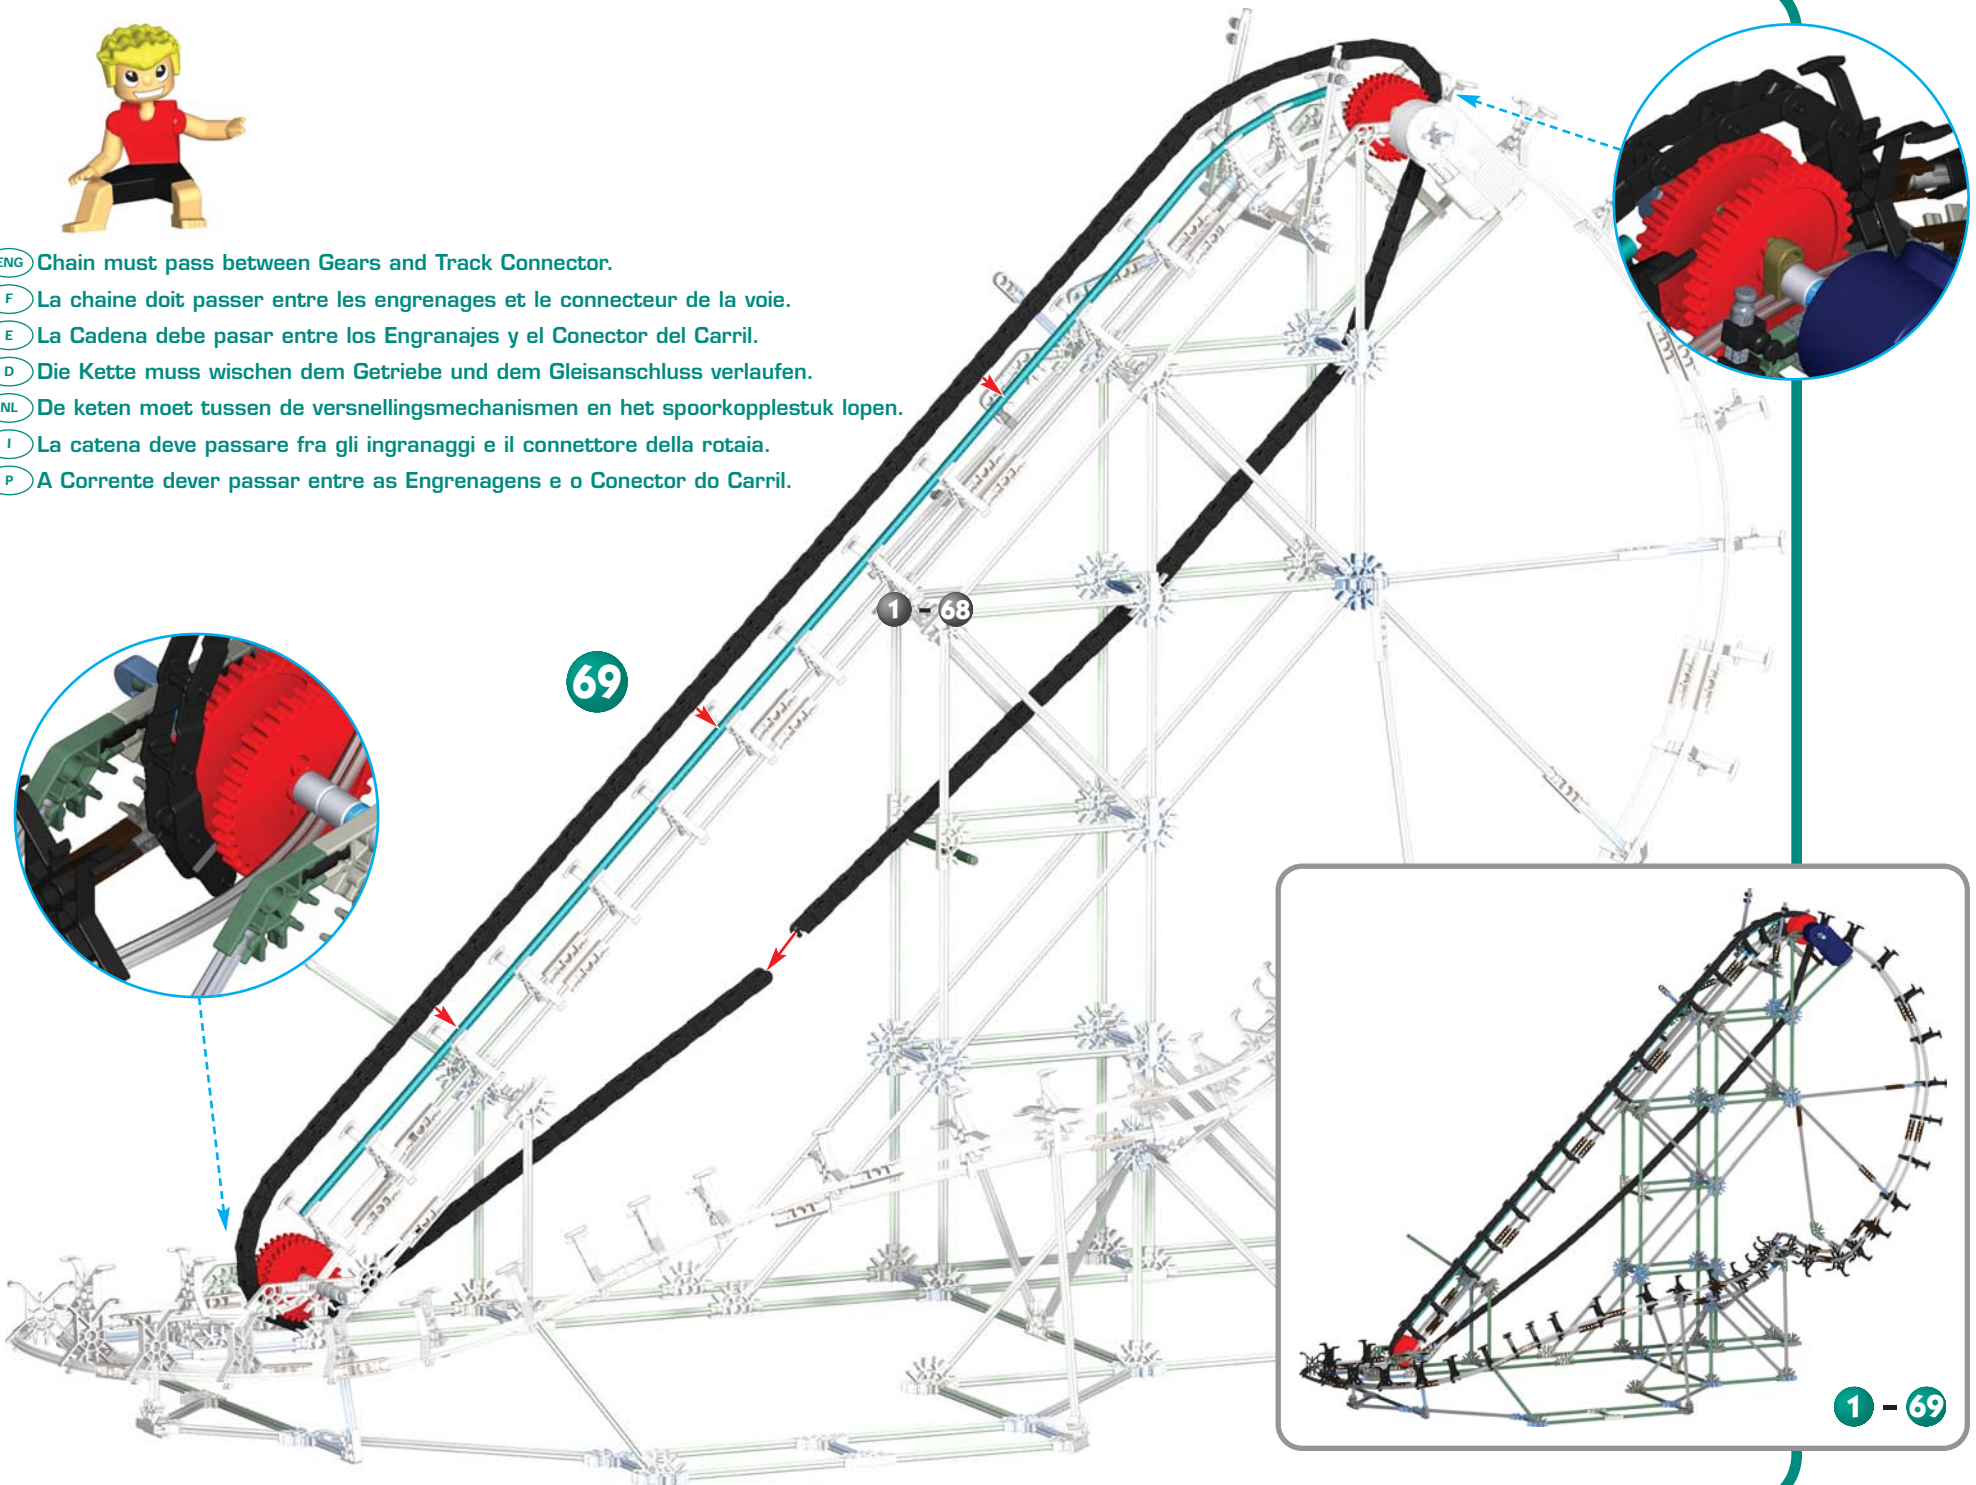 ENG Chain must pass between Gears and Track Connector.
F La chaine doit passer entre les engrenages et le connecteur de la voie.
E La Cadena debe pasar entre los Engranajes y el Conector del Carril.
D Die Kette muss wischen dem Getriebe und dem Gleisanschluss verlaufen.
NL De keten moet tussen de versnellingsmechanismen en het spoorkopplestuk lopen.
I La catena deve passare fra gli ingranaggi e il connettore della rotaia.
P A Corrente dever passar entre as Engrenagens e o Conector do Carril.
1 - 68
69
1 - 69